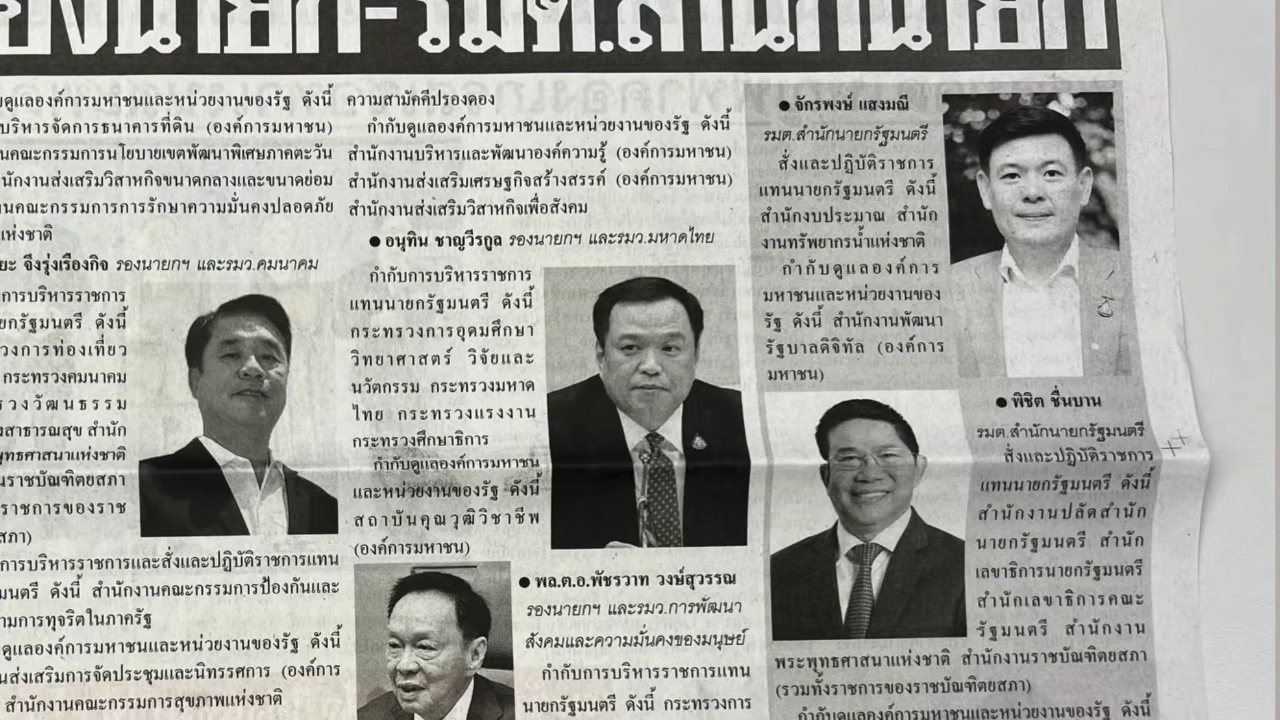 องนายก-รมต.สำนักนายก
ดูแลองค์การมหาชนและหน่วยงานของรัฐ ดังนี้
บริหารจัดการธนาคารที่ดิน (องค์การมหาชน)
นคณะกรรมการนโยบายเขตพัฒนาพิเศษภาคตะวัน
นักงานส่งเสริมวิสาหกิจขนาดกลางและขนาดย่อม
านคณะกรรมการการรักษาความมั่นคงปลอดภัย
แห่งชาติ
ยะ จึงรุ่งเรืองกิจ รองนายกฯ และรมว.คมนาคม
การบริหารราชการ
ยกรัฐมนตรี ดังนี้
วงการท่องเที่ยว
กระทรวงคมนาคม
รวงวัฒนธรรม
งสาธารณสุข สำนัก
พุทธศาสนาแห่งชาติ
นราชบัณฑิตยสภา
ราชการของราช
สภา)
การบริหารราชการและสั่งและปฏิบัติราชการแทน
มนตรี ดังนี้ สำนักงานคณะกรรมการป้องกันและ
ามการทุจริตในภาครัฐ
ดูแลองค์การมหาชนและหน่วยงานของรัฐ ดังนี้
นส่งเสริมการจัดประชุมและนิทรรศการ (องค์การ
สำนักงานคณะกรรมการสุขภาพแห่งชาติ
ความสามัคคีปรองดอง
กำกับดูแลองค์การมหาชนและหน่วยงานของรัฐ ดังนี้
สำนักงานบริหารและพัฒนาองค์ความรู้ (องค์การมหาชน)
สำนักงานส่งเสริมเศรษฐกิจสร้างสรรค์ (องค์การมหาชน)
สำนักงานส่งเสริมวิสาหกิจเพื่อสังคม
● อนุทิน ชาญวีรกูล รองนายกฯ และรมว.มหาดไทย
กำกับการบริหารราชการ
แทนนายกรัฐมนตรี ดังนี้
กระทรวงการอุดมศึกษา
วิทยาศาสตร์ วิจัยและ
นวัตกรรม กระทรวงมหาด
ไทย กระทรวงแรงงาน
กระทรวงศึกษาธิการ
กำกับดูแลองค์การมหาชน
และหน่วยงานของรัฐ ดังนี้
สถาบันคุณวุฒิวิชาชีพ
(องค์การมหาชน)
● พล.ต.อ.พัชรวาท วงษ์สุวรรณ
รองนายกฯ และรมว.การพัฒนา
สังคมและความมั่นคงของมนุษย์
กำกับการบริหารราชการแทน
นายกรัฐมนตรี ดังนี้ กระทรวงการ
● จักรพงษ์ แสงมณี
รมต.สำนักนายกรัฐมนตรี
สั่งและปฏิบัติราชการ
แทนนายกรัฐมนตรี ดังนี้
สำนักงบประมาณ สำนัก
งานทรัพยากรน้ำแห่งชาติ
กำกับดูแลองค์การ
มหาชนและหน่วยงานของ
รัฐ ดังนี้ สำนักงานพัฒนา
รัฐบาลดิจิทัล (องค์การ
มหาชน)
● พิชิต ชื่นบาน
รมต.สำนักนายกรัฐมนตรี
สั่งและปฏิบัติราชการ
แทนนายกรัฐมนตรี ดังนี้
สำนักงานปลัดสำนัก
นายกรัฐมนตรี สำนัก
เลขาธิการนายกรัฐมนตรี
สำนักเลขาธิการคณะ
รัฐมนตรี สำนักงาน
พระพุทธศาสนาแห่งชาติ สำนักงานราชบัณฑิตยสภา
(รวมทั้งราชการของราชบัณฑิตยสภา)
กำกับดูแลองค์การมหาชนและหน่วยงานของรัฐ ดังนี้